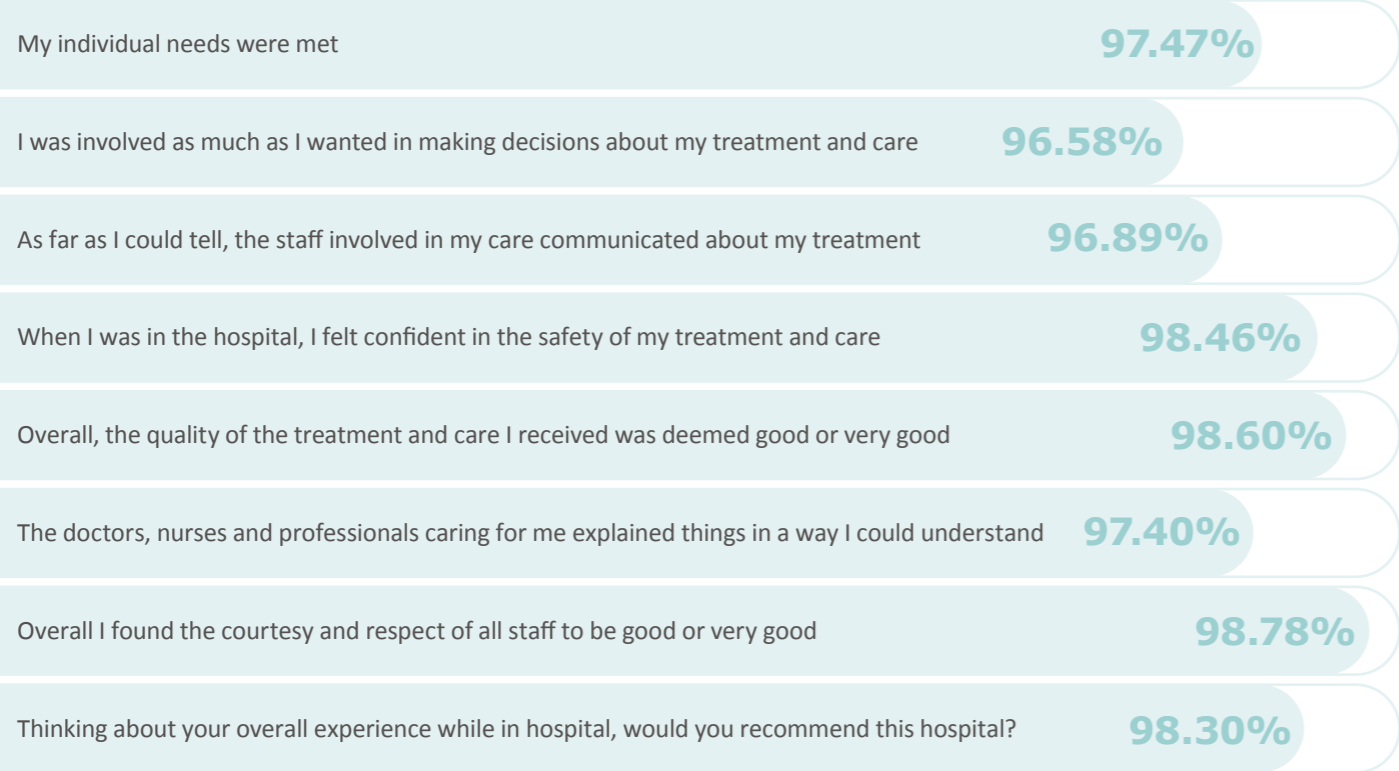 My individual needs were met 97.47%
I was involved as much as I wanted in making decisions about my treatment and care 96.58%
As far as I could tell, the staff involved in my care communicated about my treatment 96.89%
When I was in the hospital, I felt confident in the safety of my treatment and care 98.46%
Overall, the quality of the treatment and care I received was deemed good or very good 98.60%
The doctors, nurses and professionals caring for me explained things in a way I could understand 97.40%
Overall I found the courtesy and respect of all staff to be good or very good 98.78%
Thinking about your overall experience while in hospital, would you recommend this hospital? 98.30%